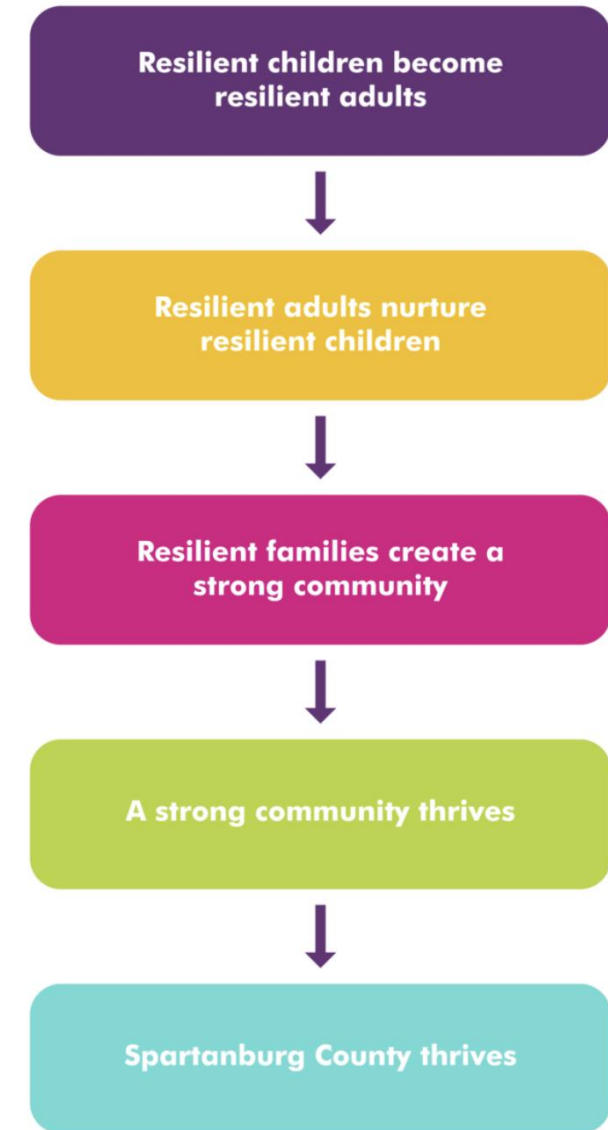 Resilient children become
resilient adults
Resilient adults nurture
resilient children
Resilient families create a
strong community
A strong community thrives
Spartanburg County thrives